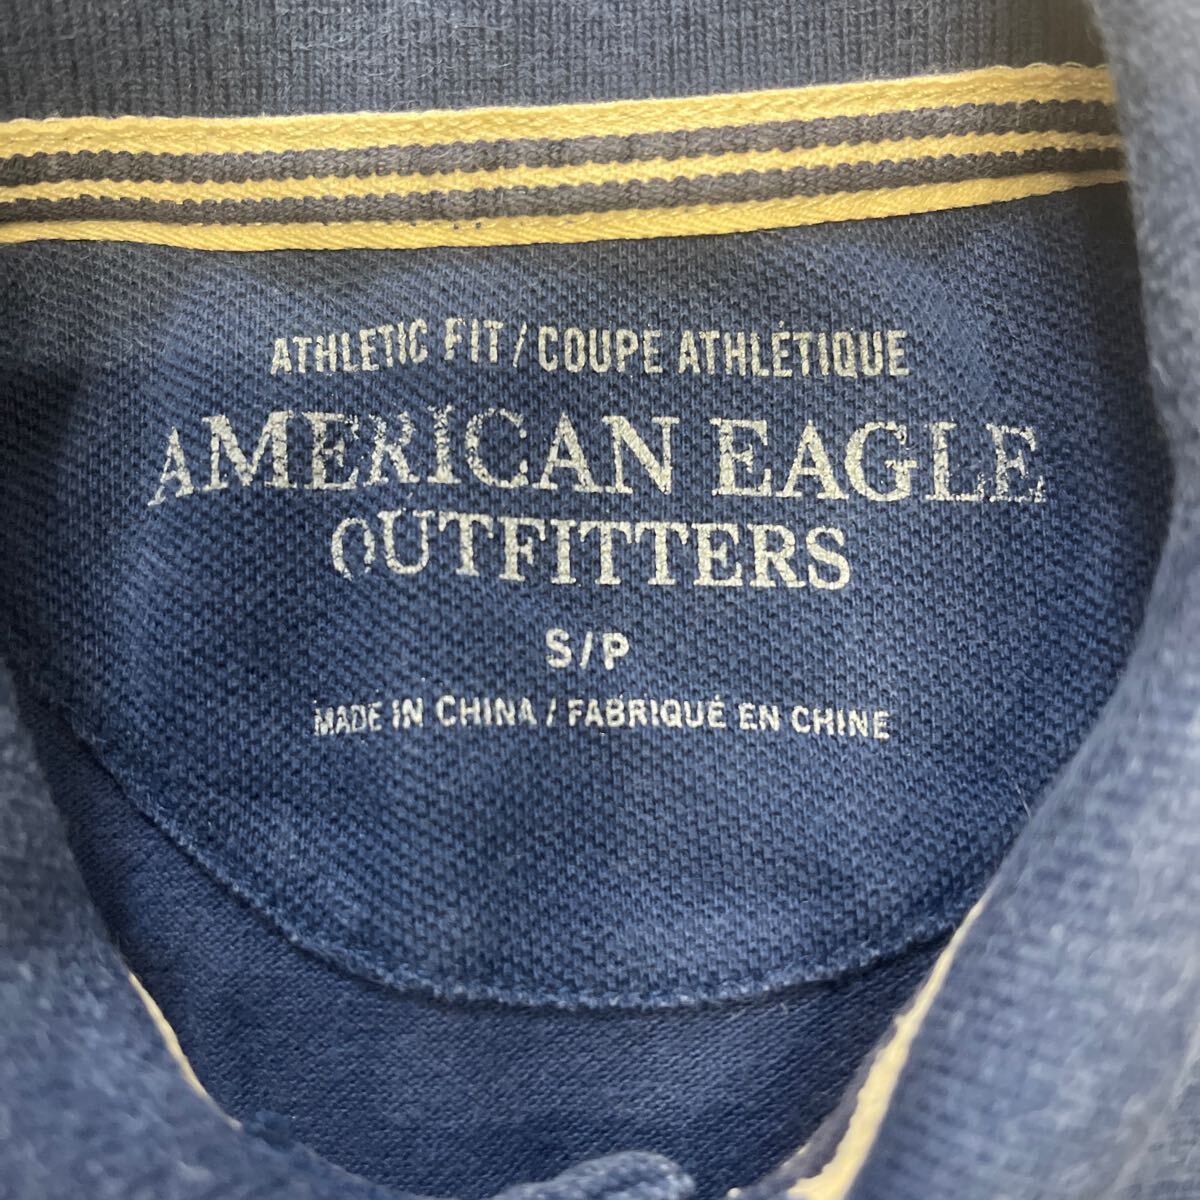 ATHLETIC FIT / COUPE ATHLÉTIQUE
AMERICAN EAGLE
OUTFITTERS
S/P
MADE IN CHINA / FABRIQUÉ EN CHINE